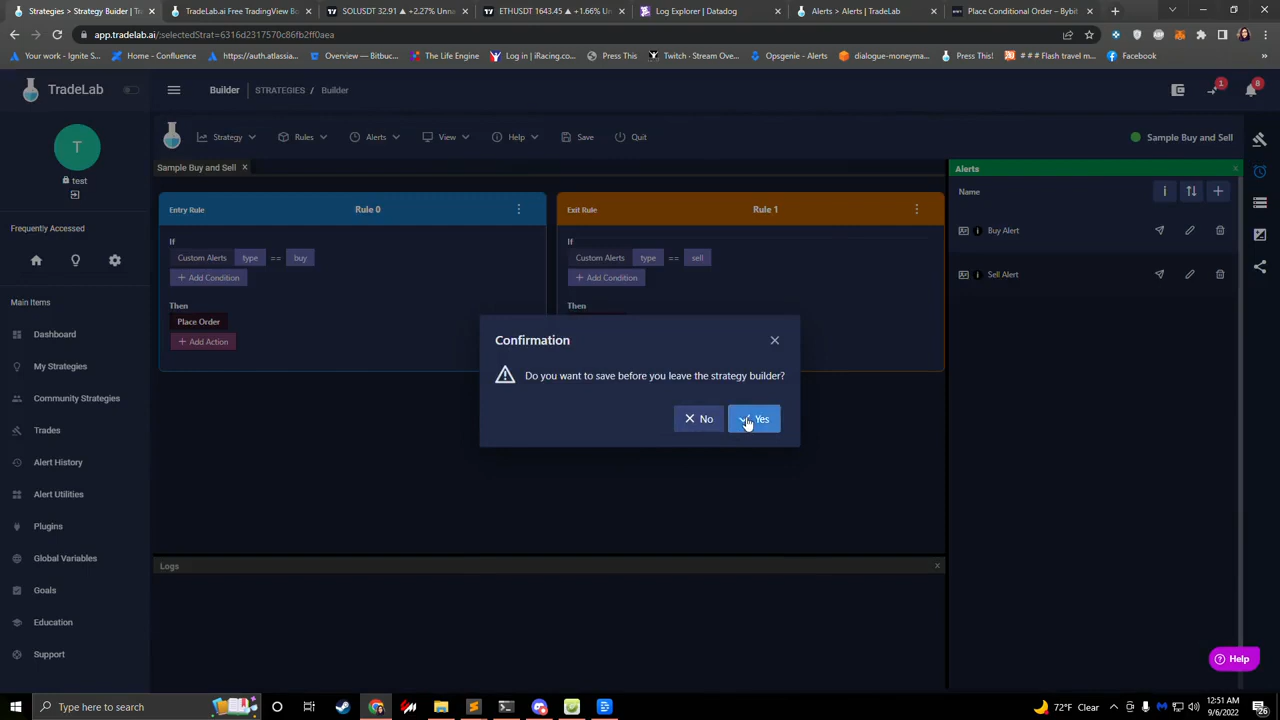 Strategies > Strategy Builder | Tr
TradeLab.ai Free TradingView Bo
SOLUSDT 32.91 ▲ +2.27% Unna
ETHUSDT 1643.45 ▲ +1.66% Un
Log Explorer | Datadog
Alerts > Alerts | TradeLab
Place Conditional Order – Bybit
app.tradelab.ai/selectedStrat=6316d2317570c86fb2ff0aea
Your work - Ignite S...
Home - Confluence
https://auth.atlassia...
Overview — Bitbuc...
The Life Engine
Log in | iRacing.co...
Press This
Twitch - Stream Ove...
Opsgenie - Alerts
dialogue-moneyma...
Press This!
# # # Flash travel m...
Facebook
»
TradeLab
Builder
STRATEGIES / Builder
1
8
T
test
Strategy
Rules
Alerts
View
Help
Save
Quit
Sample Buy and Sell
Sample Buy and Sell ×
Alerts
Name
i
Buy Alert
Sell Alert
Entry Rule
Rule 0
If
Custom Alerts type == buy
+ Add Condition
Then
Place Order
+ Add Action
Exit Rule
Rule 1
If
Custom Alerts type == sell
+ Add Condition
Then
Confirmation
Do you want to save before you leave the strategy builder?
No
Yes
Logs
Frequently Accessed
Main Items
Dashboard
My Strategies
Community Strategies
Trades
Alert History
Alert Utilities
Plugins
Global Variables
Goals
Education
Support
Help
Type here to search
72°F Clear
12:51 AM
9/6/2022
26